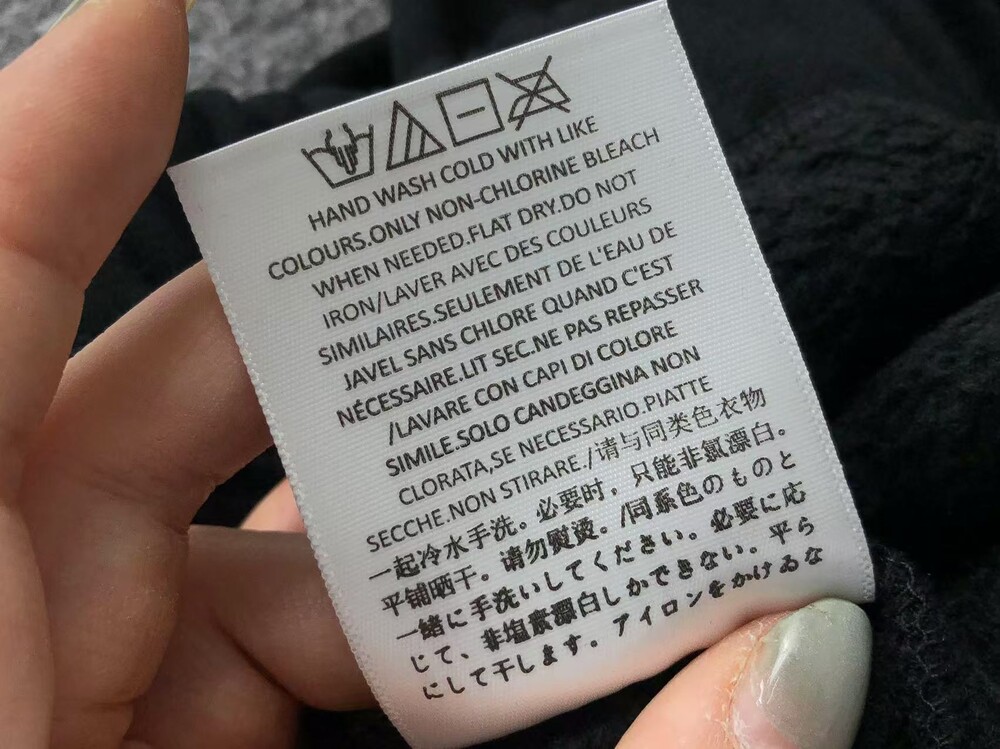 HAND WASH COLD WITH LIKE
COLOURS.ONLY NON-CHLORINE BLEACH
WHEN NEEDED.FLAT DRY.DO NOT
IRON/LAVER AVEC DES COULEURS
SIMILAIRES.SEULEMENT DE L'EAU DE
JAVEL SANS CHLORE QUAND C'EST
NÉCESSAIRE.LIT SEC.NE PAS REPASSER
/LAVARE CON CAPI DI COLORE
SIMILE.SOLO CANDEGGINA NON
CLORATA,SE NECESSARIO.PIATTE
SECCHE.NON STIRARE./请与同类色衣物
一起冷水手洗。必要时，只能非氯漂白。
平铺晒干。请勿熨烫。/同系色のものと
一緒に手洗いしてください。必要に応
じて、非塩素漂白しかできない。平ら
にして干します。アイロンをかけるな